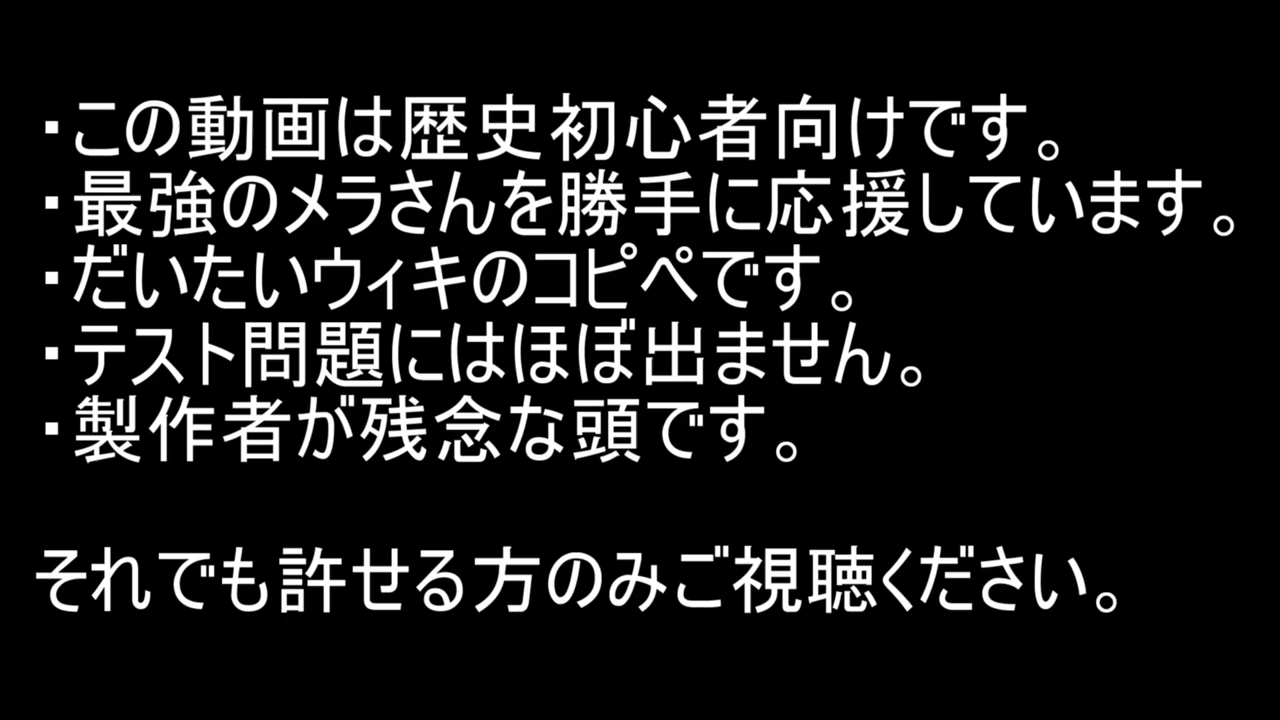 ・この動画は歴史初心者向けです。
・最強のメラさんを勝手に応援しています。
・だいたいウィキのコピペです。
・テスト問題にはほぼ出ません。
・製作者が残念な頭です。
それでも許せる方のみご視聴ください。